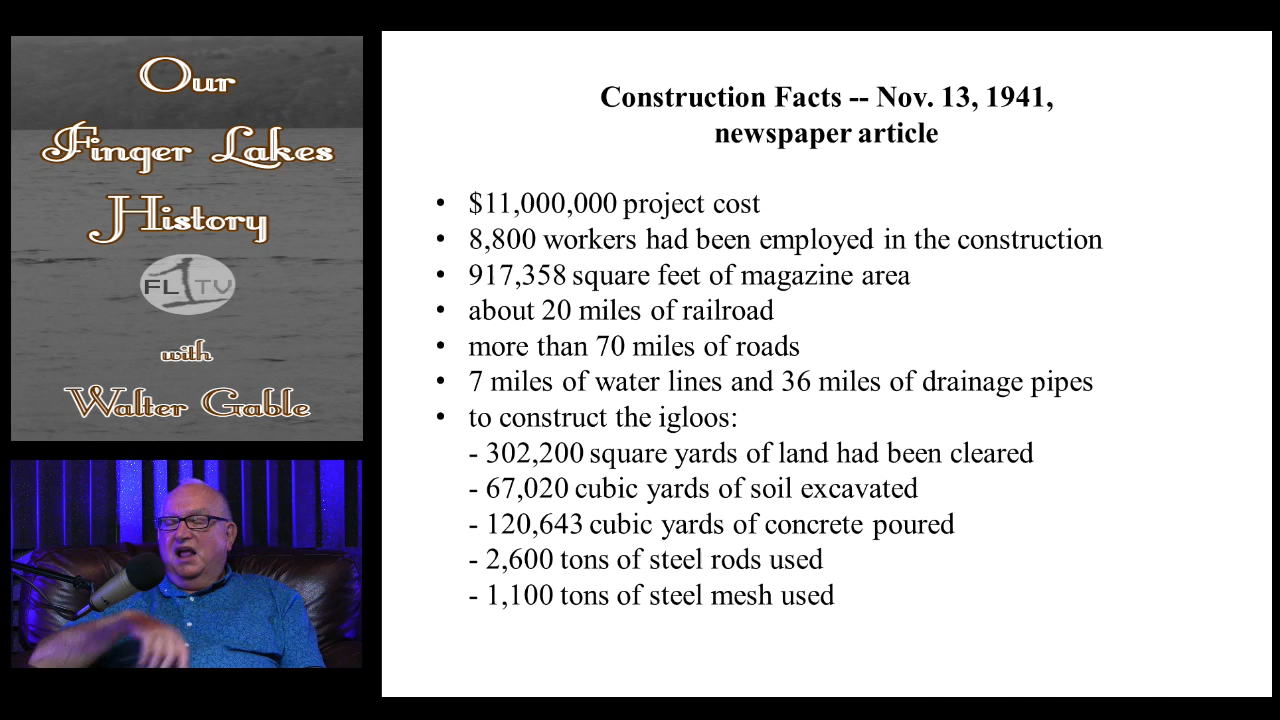 Our
Finger Lakes
History
FL1TV
with
Walter Gable
Construction Facts -- Nov. 13, 1941,
newspaper article
• $11,000,000 project cost
• 8,800 workers had been employed in the construction
• 917,358 square feet of magazine area
• about 20 miles of railroad
• more than 70 miles of roads
• 7 miles of water lines and 36 miles of drainage pipes
• to construct the igloos:
- 302,200 square yards of land had been cleared
- 67,020 cubic yards of soil excavated
- 120,643 cubic yards of concrete poured
- 2,600 tons of steel rods used
- 1,100 tons of steel mesh used